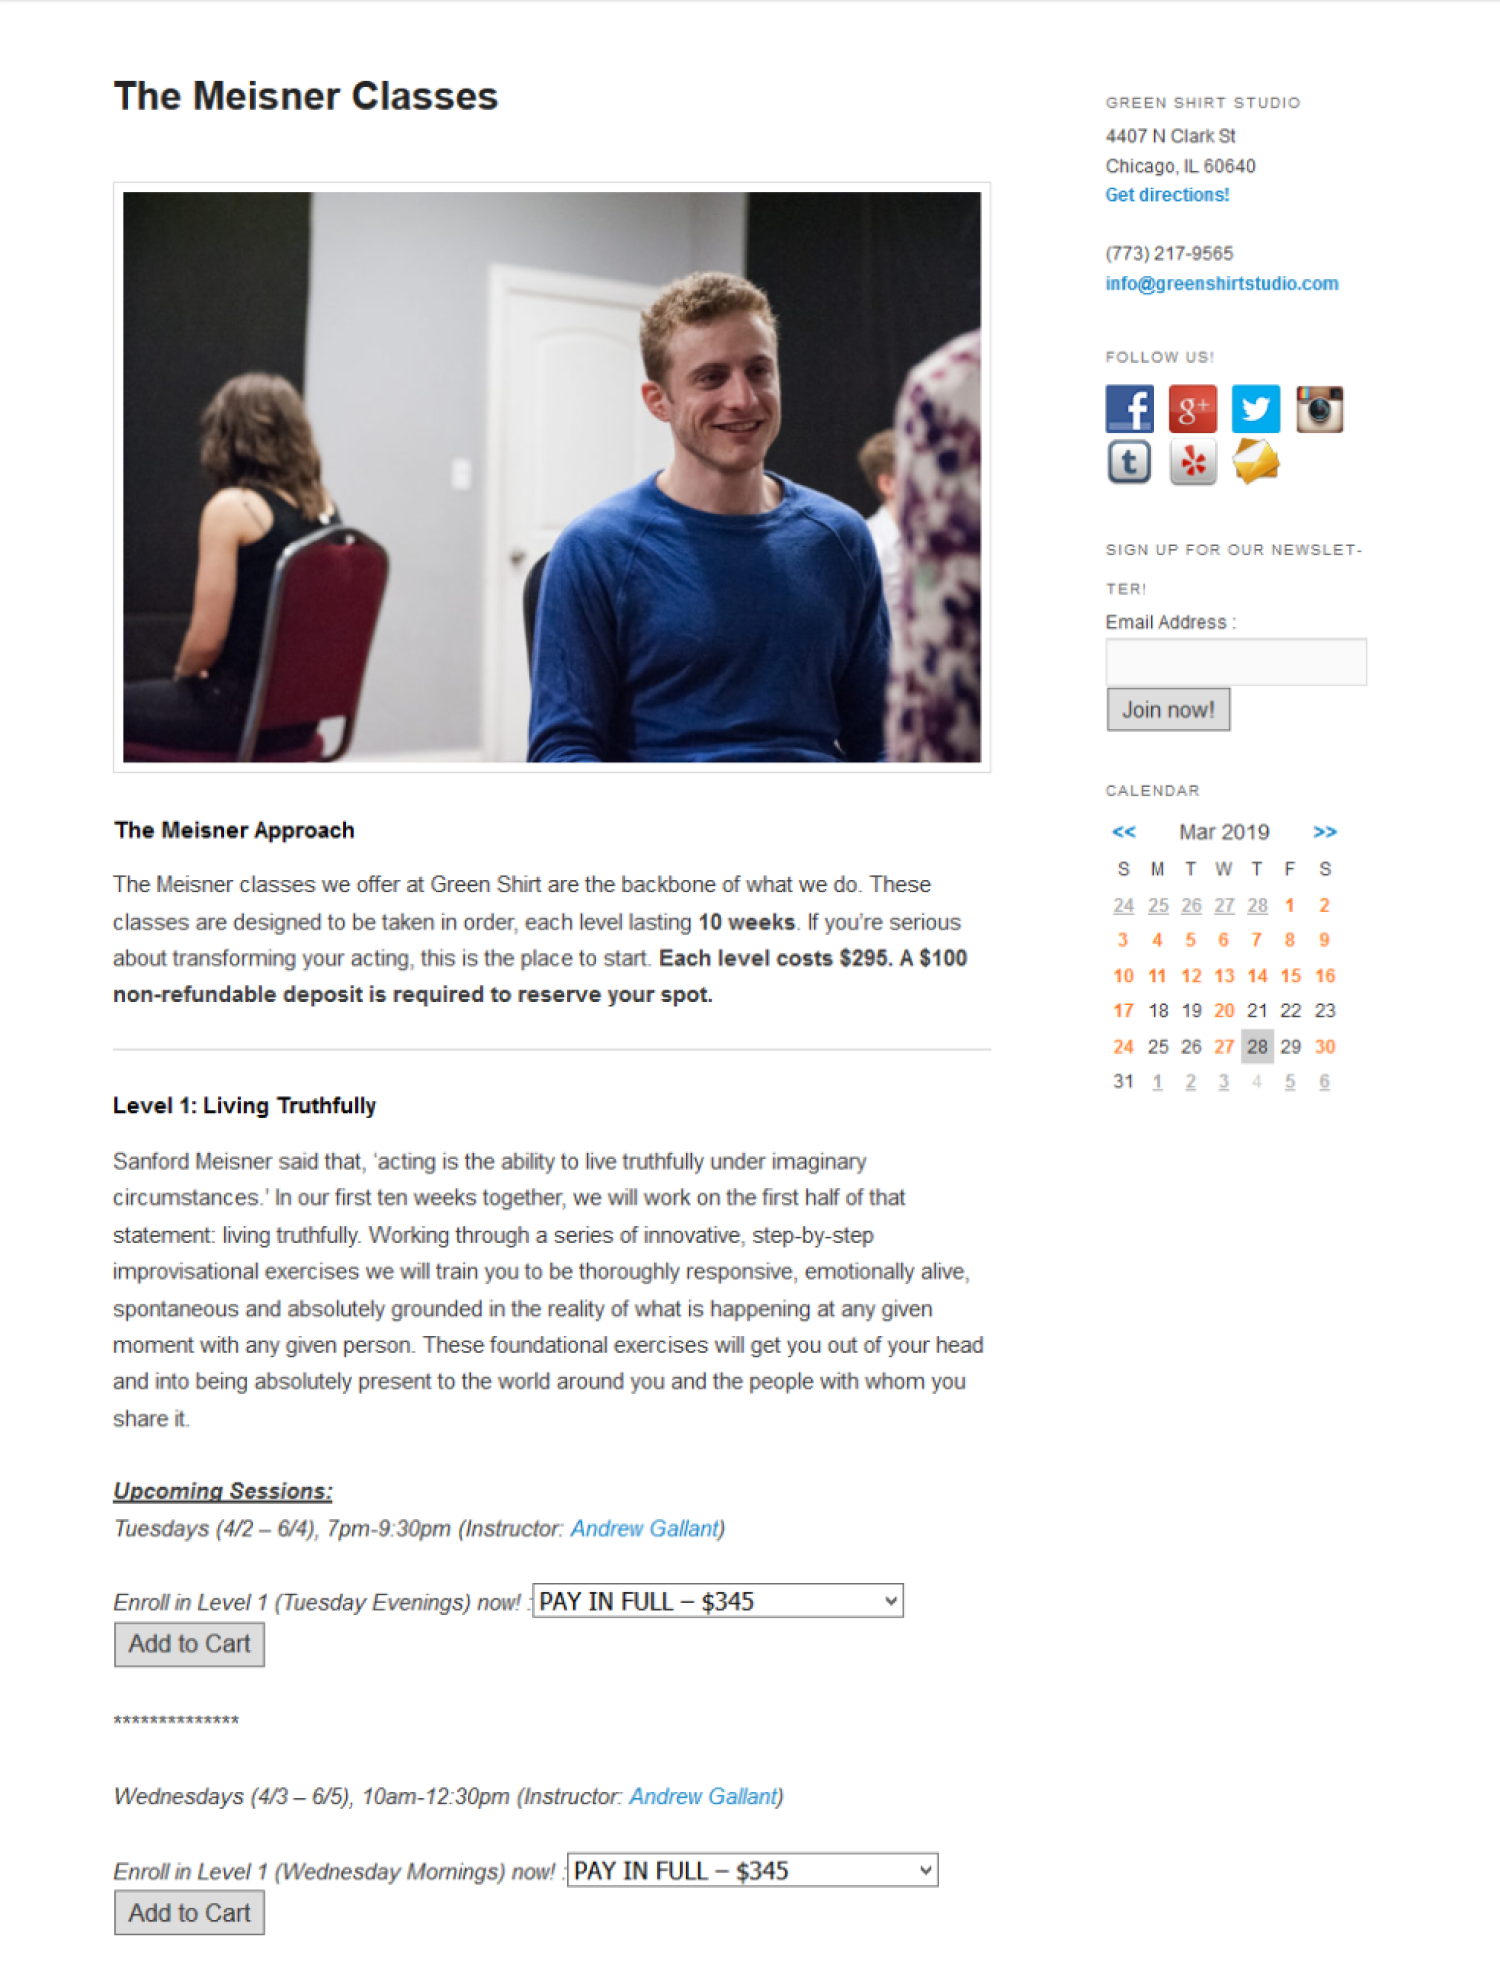 The Meisner Classes
The Meisner Approach
The Meisner classes we offer at Green Shirt are the backbone of what we do. These
classes are designed to be taken in order, each level lasting 10 weeks. If you’re serious
about transforming your acting, this is the place to start. Each level costs $295. A $100
non-refundable deposit is required to reserve your spot.
Level 1: Living Truthfully
Sanford Meisner said that, ‘acting is the ability to live truthfully under imaginary
circumstances.’ In our first ten weeks together, we will work on the first half of that
statement: living truthfully. Working through a series of innovative, step-by-step
improvisational exercises we will train you to be thoroughly responsive, emotionally alive,
spontaneous and absolutely grounded in the reality of what is happening at any given
moment with any given person. These foundational exercises will get you out of your head
and into being absolutely present to the world around you and the people with whom you
share it.
Upcoming Sessions:
Tuesdays (4/2 – 6/4), 7pm-9:30pm (Instructor: Andrew Gallant)
Enroll in Level 1 (Tuesday Evenings) now! : PAY IN FULL – $345
Add to Cart
**************
Wednesdays (4/3 – 6/5), 10am-12:30pm (Instructor: Andrew Gallant)
Enroll in Level 1 (Wednesday Mornings) now! : PAY IN FULL – $345
Add to Cart
GREEN SHIRT STUDIO
4407 N Clark St
Chicago, IL 60640
Get directions!
(773) 217-9565
info@greenshirtstudio.com
FOLLOW US!
f g+
t
SIGN UP FOR OUR NEWSLET-
TER!
Email Address :
Join now!
CALENDAR
<< Mar 2019 >>
S M T W T F S
24 25 26 27 28 1 2
3 4 5 6 7 8 9
10 11 12 13 14 15 16
17 18 19 20 21 22 23
24 25 26 27 28 29 30
31 1 2 3 4 5 6